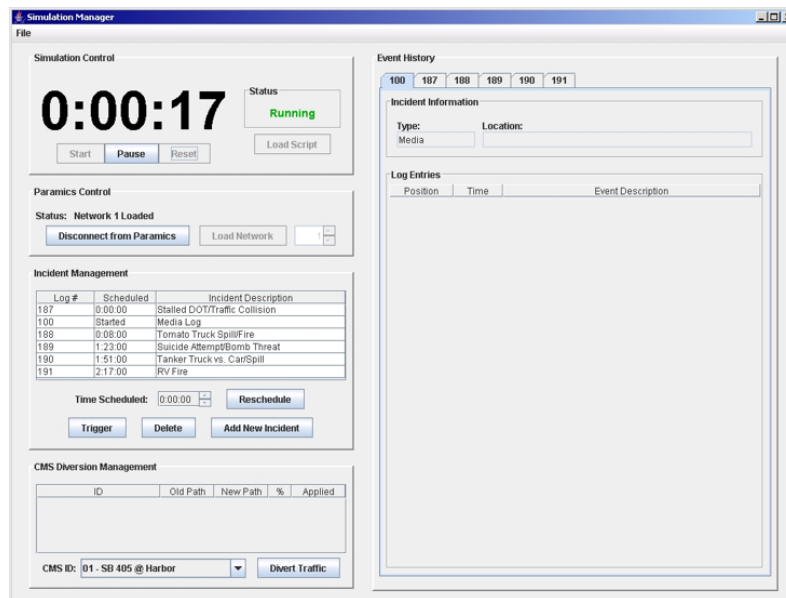 Simulation Manager
File
Simulation Control
0:00:17
Status
Running
Start Pause Reset
Load Script
Paramics Control
Status: Network 1 Loaded
Disconnect from Paramics Load Network 1
Incident Management
Log # Scheduled Incident Description
187 0:00:00 Stalled DOT/Traffic Collision
100 Started Media Log
188 0:08:00 Tomato Truck Spill/Fire
189 1:23:00 Suicide Attempt/Bomb Threat
190 1:51:00 Tanker Truck vs. Car/Spill
191 2:17:00 RV Fire
Time Scheduled: 0:00:00 Reschedule
Trigger Delete Add New Incident
CMS Diversion Management
ID Old Path New Path % Applied
CMS ID: 01 - SB 405 @ Harbor Divert Traffic
Event History
100 187 188 189 190 191
Incident Information
Type: Location:
Media
Log Entries
Position Time Event Description